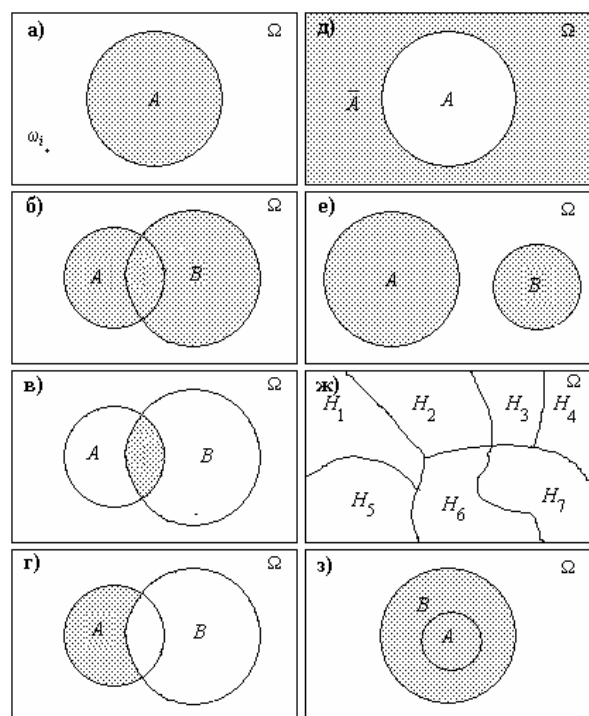 а) Ω
A
ωi
д) Ω
A̅ A
б) Ω
A B
е) Ω
A B
в) Ω
A B
ж) Ω
H1 H2 H3 H4
H5 H6 H7
г) Ω
A B
з) Ω
B
A